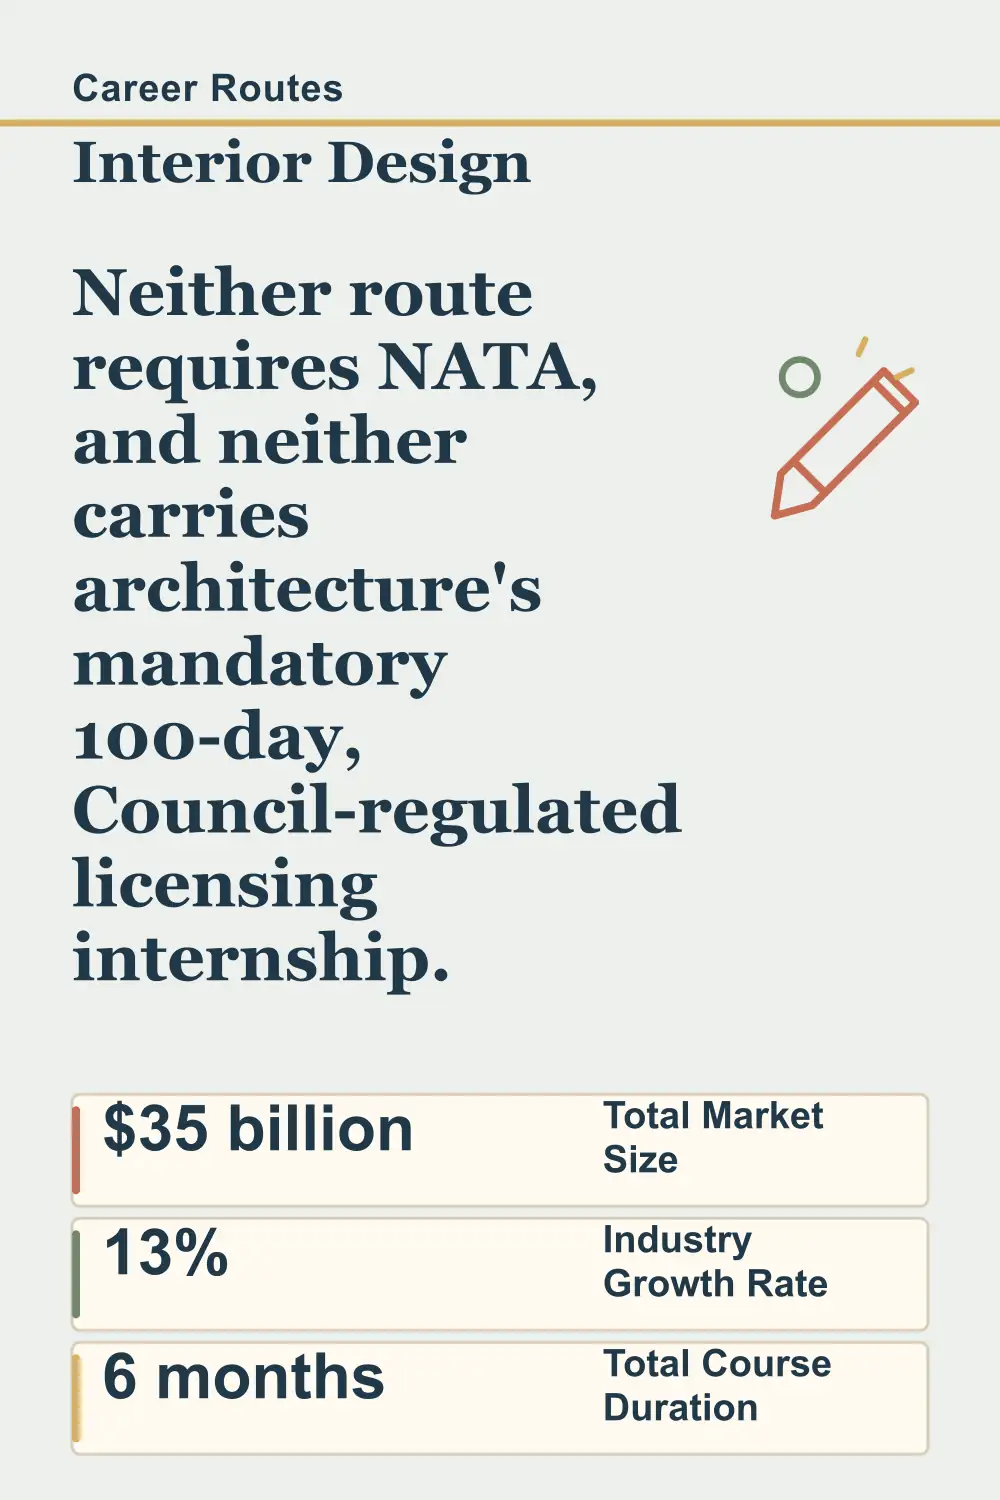 Career Routes
Interior Design
Neither route
requires NATA,
and neither
carries
architecture's
mandatory
100-day,
Council-regulated
licensing
internship.
$35 billion
Total Market
Size
13%
Industry
Growth Rate
6 months
Total Course
Duration